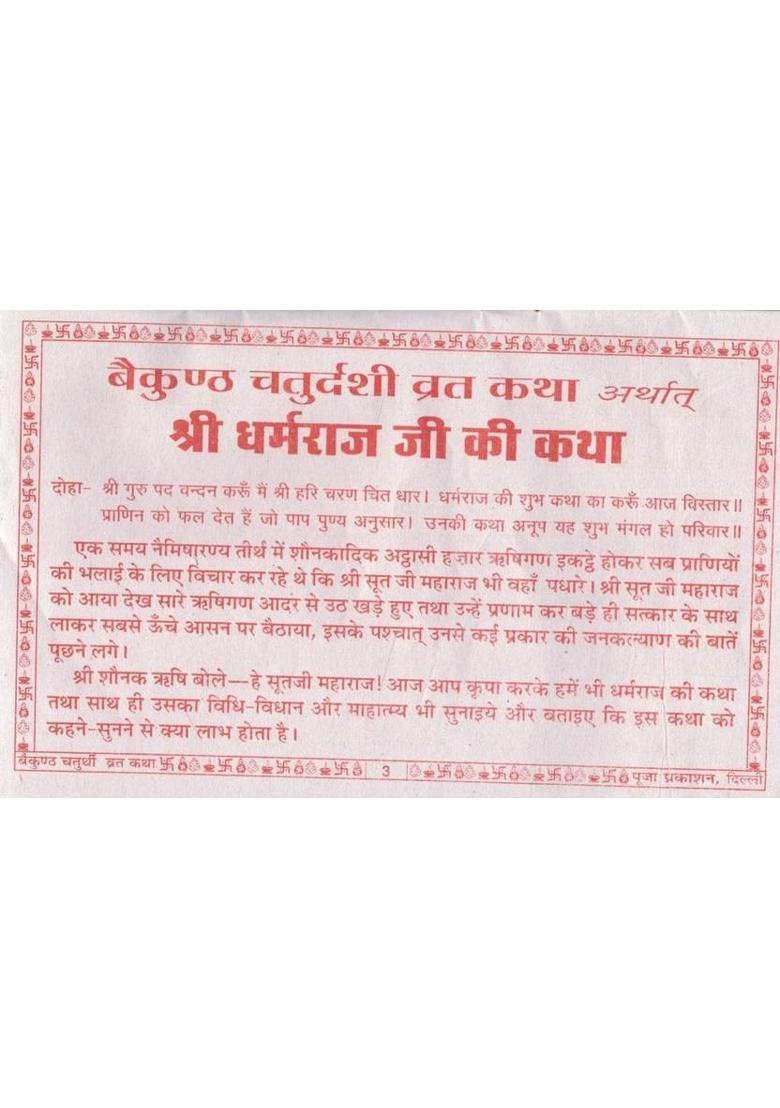 बैकुण्ठ चतुर्दशी व्रत कथा अर्थात्
श्री धर्मराज जी की कथा
दोहा- श्री गुरु पद वन्दन करूँ मैं श्री हरि चरण चित धार। धर्मराज की शुभ कथा का करूँ आज विस्तार॥
प्राणिन को फल देत हैं जो पाप पुण्य अनुसार। उनकी कथा अनूप यह शुभ मंगल हो परिवार॥
एक समय नैमिषारण्य तीर्थ में शौनकादिक अट्ठासी हजार ऋषिगण इकट्ठे होकर सब प्राणियों
की भलाई के लिए विचार कर रहे थे कि श्री सूत जी महाराज भी वहाँ पधारे। श्री सूत जी महाराज
को आया देख सारे ऋषिगण आदर से उठ खड़े हुए तथा उन्हें प्रणाम कर बड़े ही सत्कार के साथ
लाकर सबसे ऊँचे आसन पर बैठाया, इसके पश्चात् उनसे कई प्रकार की जनकल्याण की बातें
पूछने लगे।
श्री शौनक ऋषि बोले—हे सूतजी महाराज! आज आप कृपा करके हमें भी धर्मराज की कथा
तथा साथ ही उसका विधि-विधान और माहात्म्य भी सुनाइये और बताइए कि इस कथा को
कहने-सुनने से क्या लाभ होता है।
बैकुण्ठ चतुर्थी व्रत कथा 3 पूजा प्रकाशन, दिल्ली